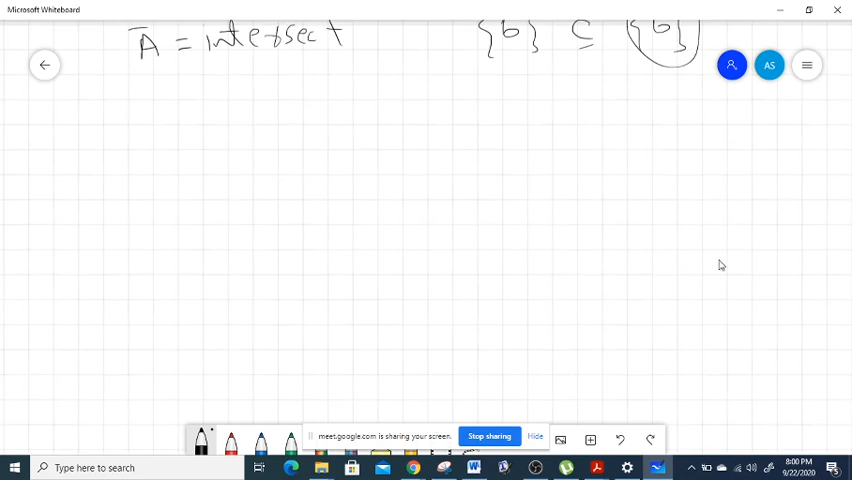 Microsoft Whiteboard
A̅ = intersect {b} ⊆ {b}
AS
meet.google.com is sharing your screen. Stop sharing Hide
Type here to search
8:00 PM
9/22/2020
5